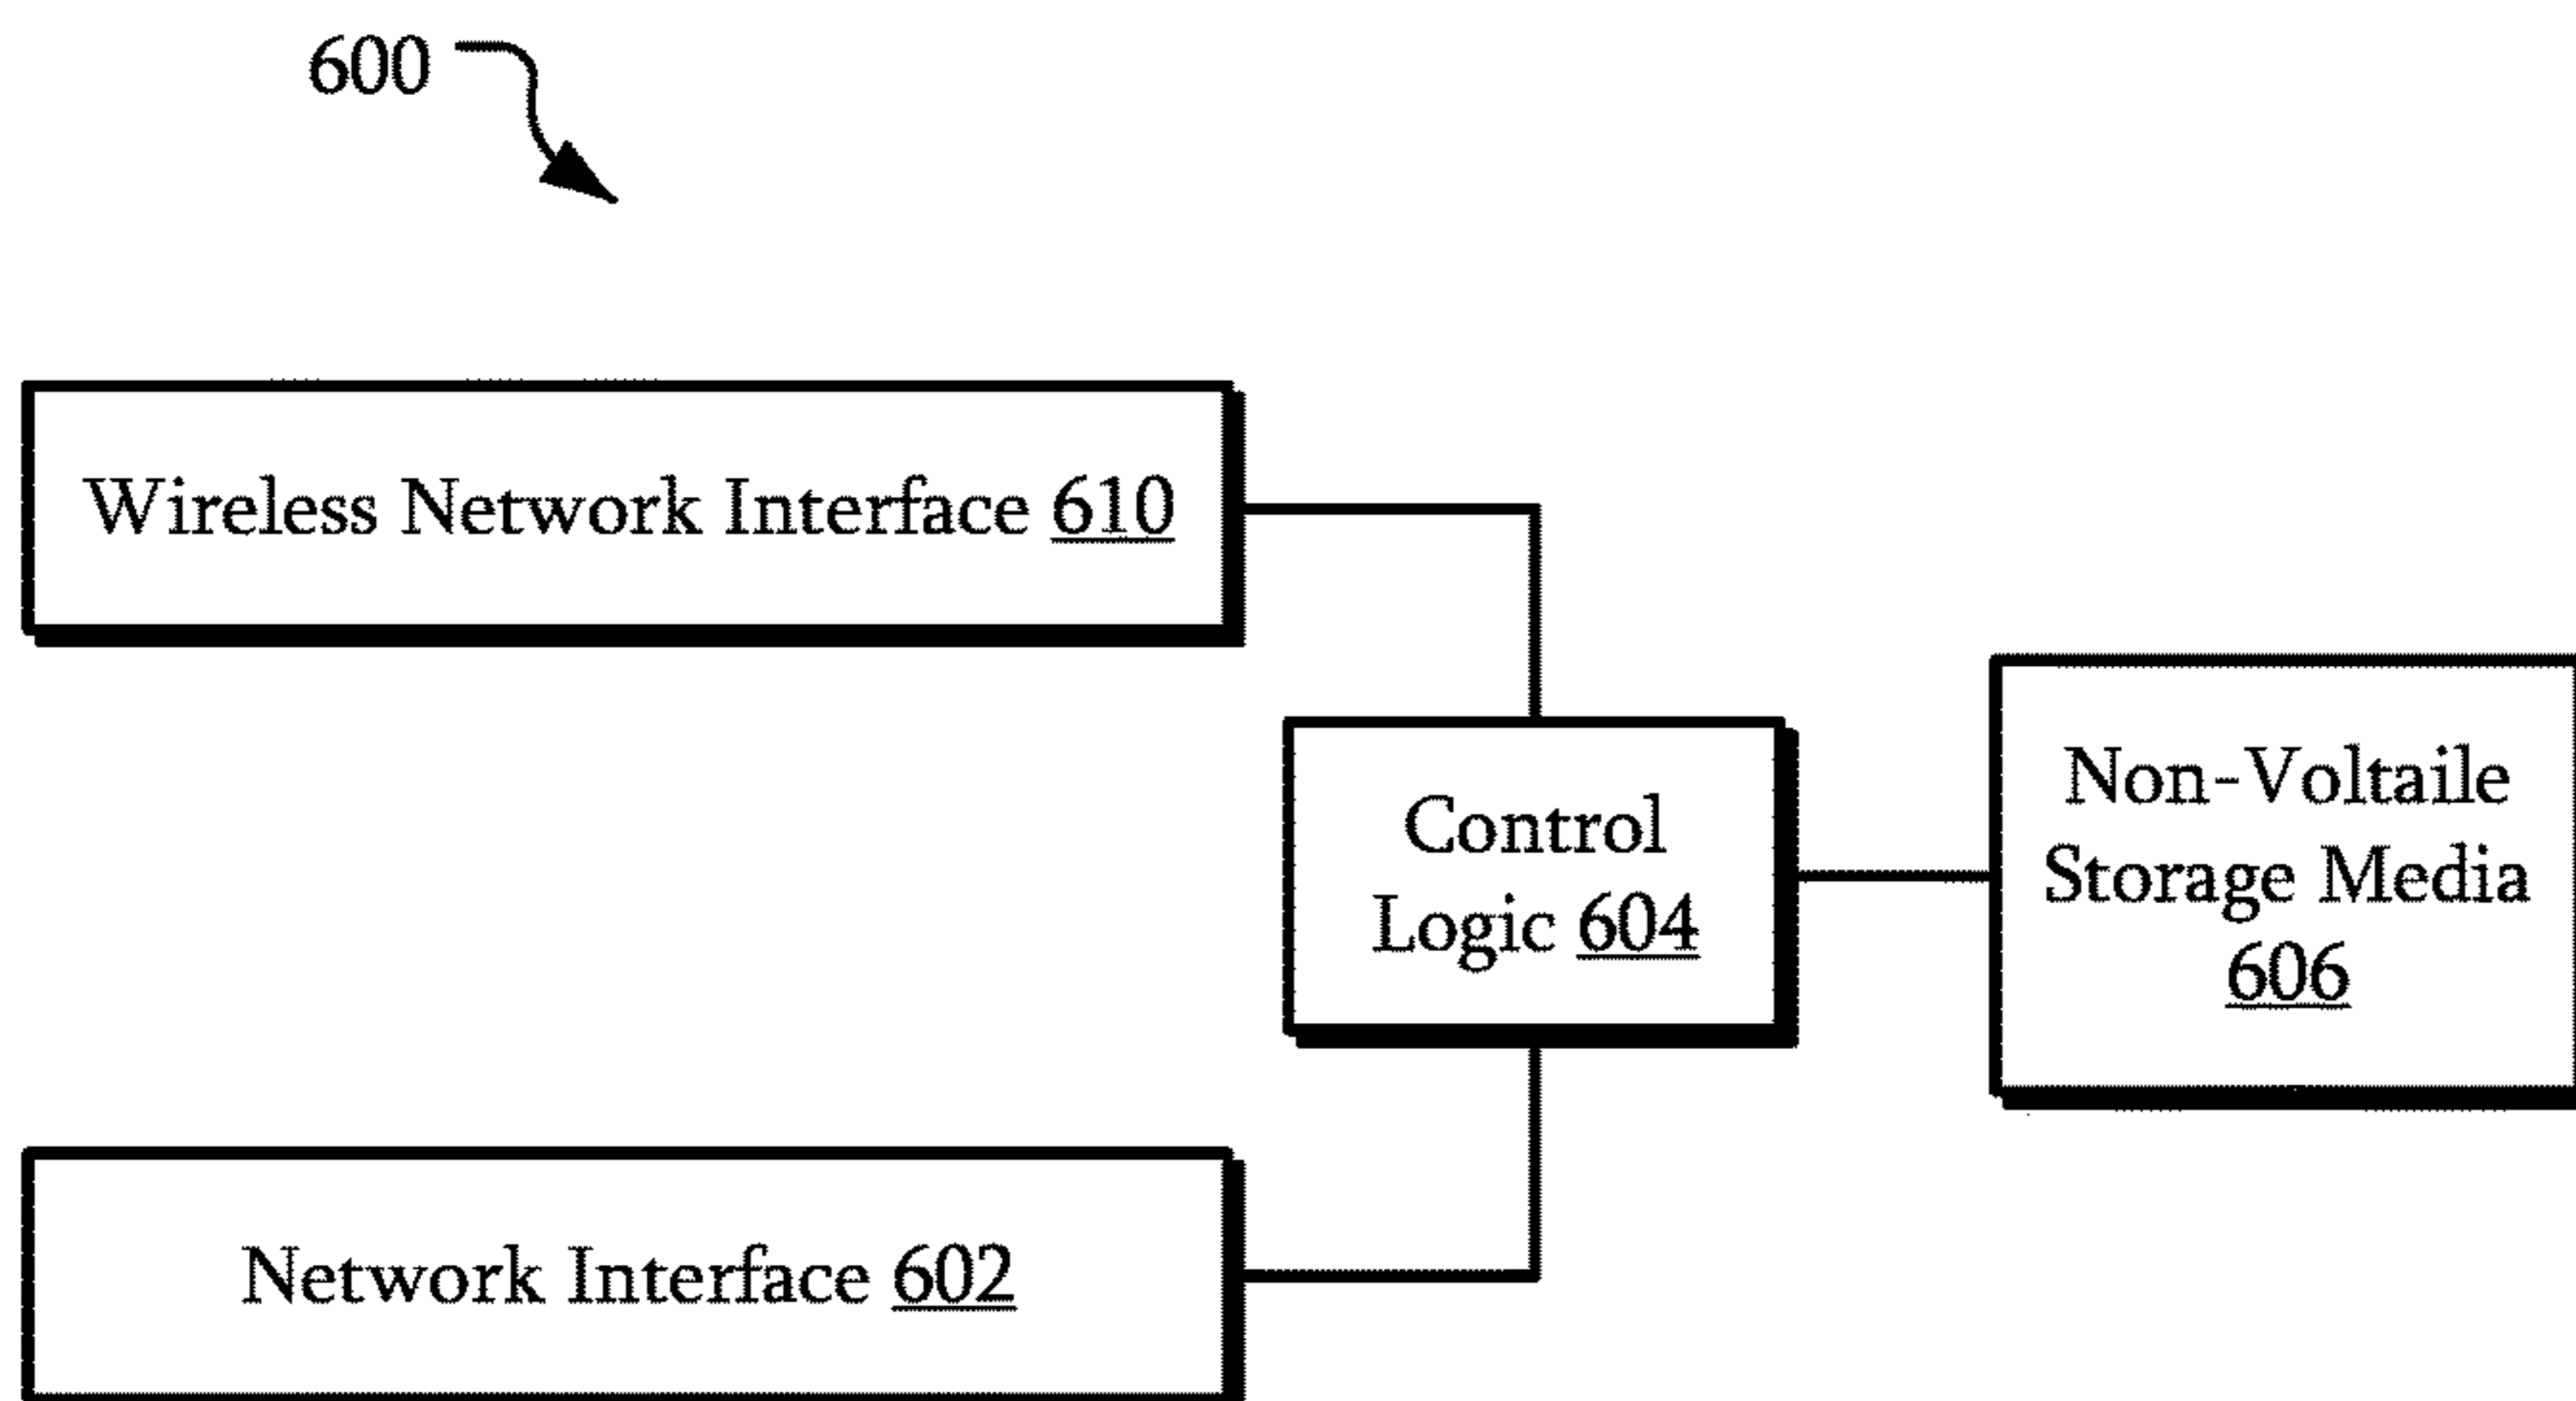 600
Wireless Network Interface 610
Control
Logic 604
Non-Voltaile
Storage Media
606
Network Interface 602